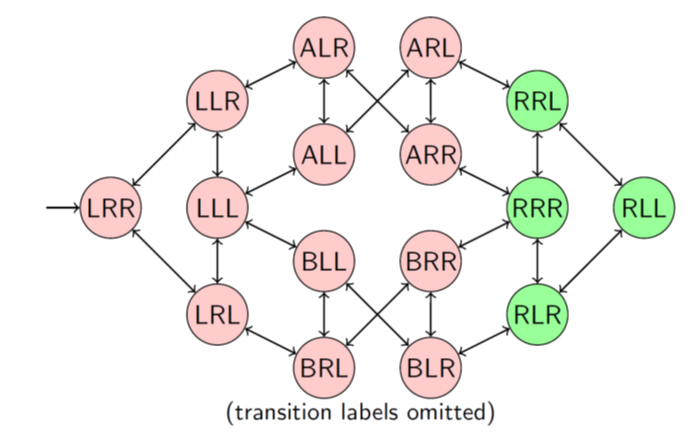 ALR ARL
LLR RRL
ALL ARR
LRR LLL RRR RLL
BLL BRR
LRL RLR
BRL BLR
(transition labels omitted)